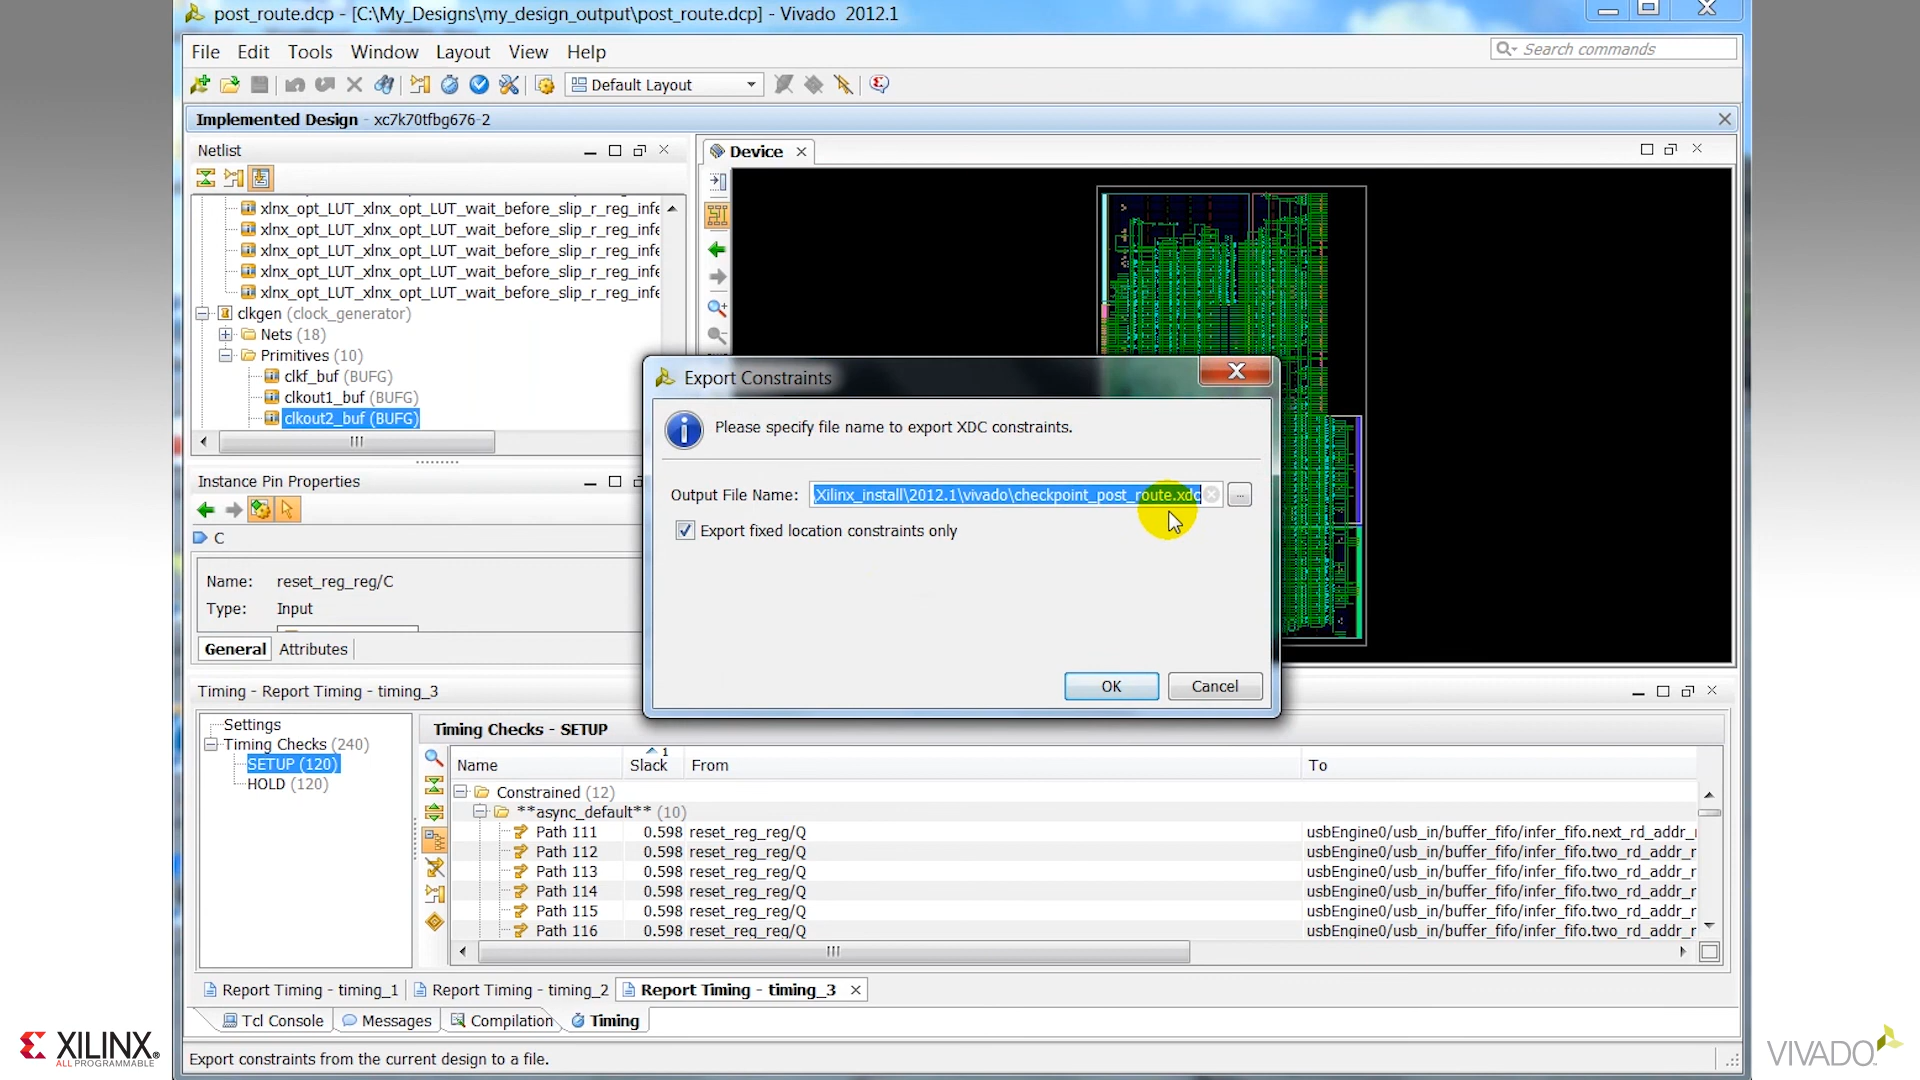 post_route.dcp - [C:\My_Designs\my_design_output\post_route.dcp] - Vivado 2012.1
File Edit Tools Window Layout View Help
Search commands
Default Layout
Implemented Design - xc7k70tfbg676-2
Netlist
Device
xlnx_opt_LUT_xlnx_opt_LUT_wait_before_slip_r_reg_infe
xlnx_opt_LUT_xlnx_opt_LUT_wait_before_slip_r_reg_infe
xlnx_opt_LUT_xlnx_opt_LUT_wait_before_slip_r_reg_infe
xlnx_opt_LUT_xlnx_opt_LUT_wait_before_slip_r_reg_infe
xlnx_opt_LUT_xlnx_opt_LUT_wait_before_slip_r_reg_infe
clkgen (clock_generator)
Nets (18)
Primitives (10)
clkf_buf (BUFG)
clkout1_buf (BUFG)
clkout2_buf (BUFG)
Export Constraints
Please specify file name to export XDC constraints.
Output File Name: \Xilinx_install\2012.1\vivado\checkpoint_post_route.xdc ...
Export fixed location constraints only
OK Cancel
Instance Pin Properties
C
Name: reset_reg_reg/C
Type: Input
General Attributes
Timing - Report Timing - timing_3
Settings
Timing Checks (240)
SETUP (120)
HOLD (120)
Timing Checks - SETUP
Name Slack 1 From To
Constrained (12)
**async_default** (10)
Path 111 0.598 reset_reg_reg/Q usbEngine0/usb_in/buffer_fifo/infer_fifo.next_rd_addr_r
Path 112 0.598 reset_reg_reg/Q usbEngine0/usb_in/buffer_fifo/infer_fifo.two_rd_addr_r
Path 113 0.598 reset_reg_reg/Q usbEngine0/usb_in/buffer_fifo/infer_fifo.two_rd_addr_r
Path 114 0.598 reset_reg_reg/Q usbEngine0/usb_in/buffer_fifo/infer_fifo.two_rd_addr_r
Path 115 0.598 reset_reg_reg/Q usbEngine0/usb_in/buffer_fifo/infer_fifo.two_rd_addr_r
Path 116 0.598 reset_reg_reg/Q usbEngine0/usb_in/buffer_fifo/infer_fifo.two_rd_addr_r
Report Timing - timing_1 Report Timing - timing_2 Report Timing - timing_3
Tcl Console Messages Compilation Timing
Export constraints from the current design to a file.
XILINX
ALL PROGRAMMABLE
VIVADO